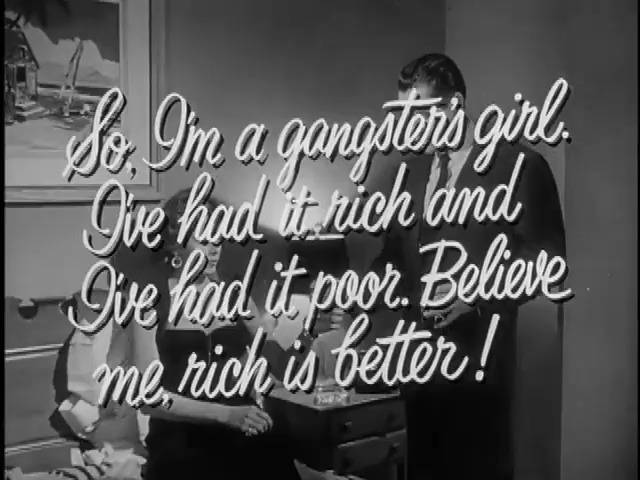 So, I'm a gangster's girl.
I've had it rich and
I've had it poor. Believe
me, rich is better!